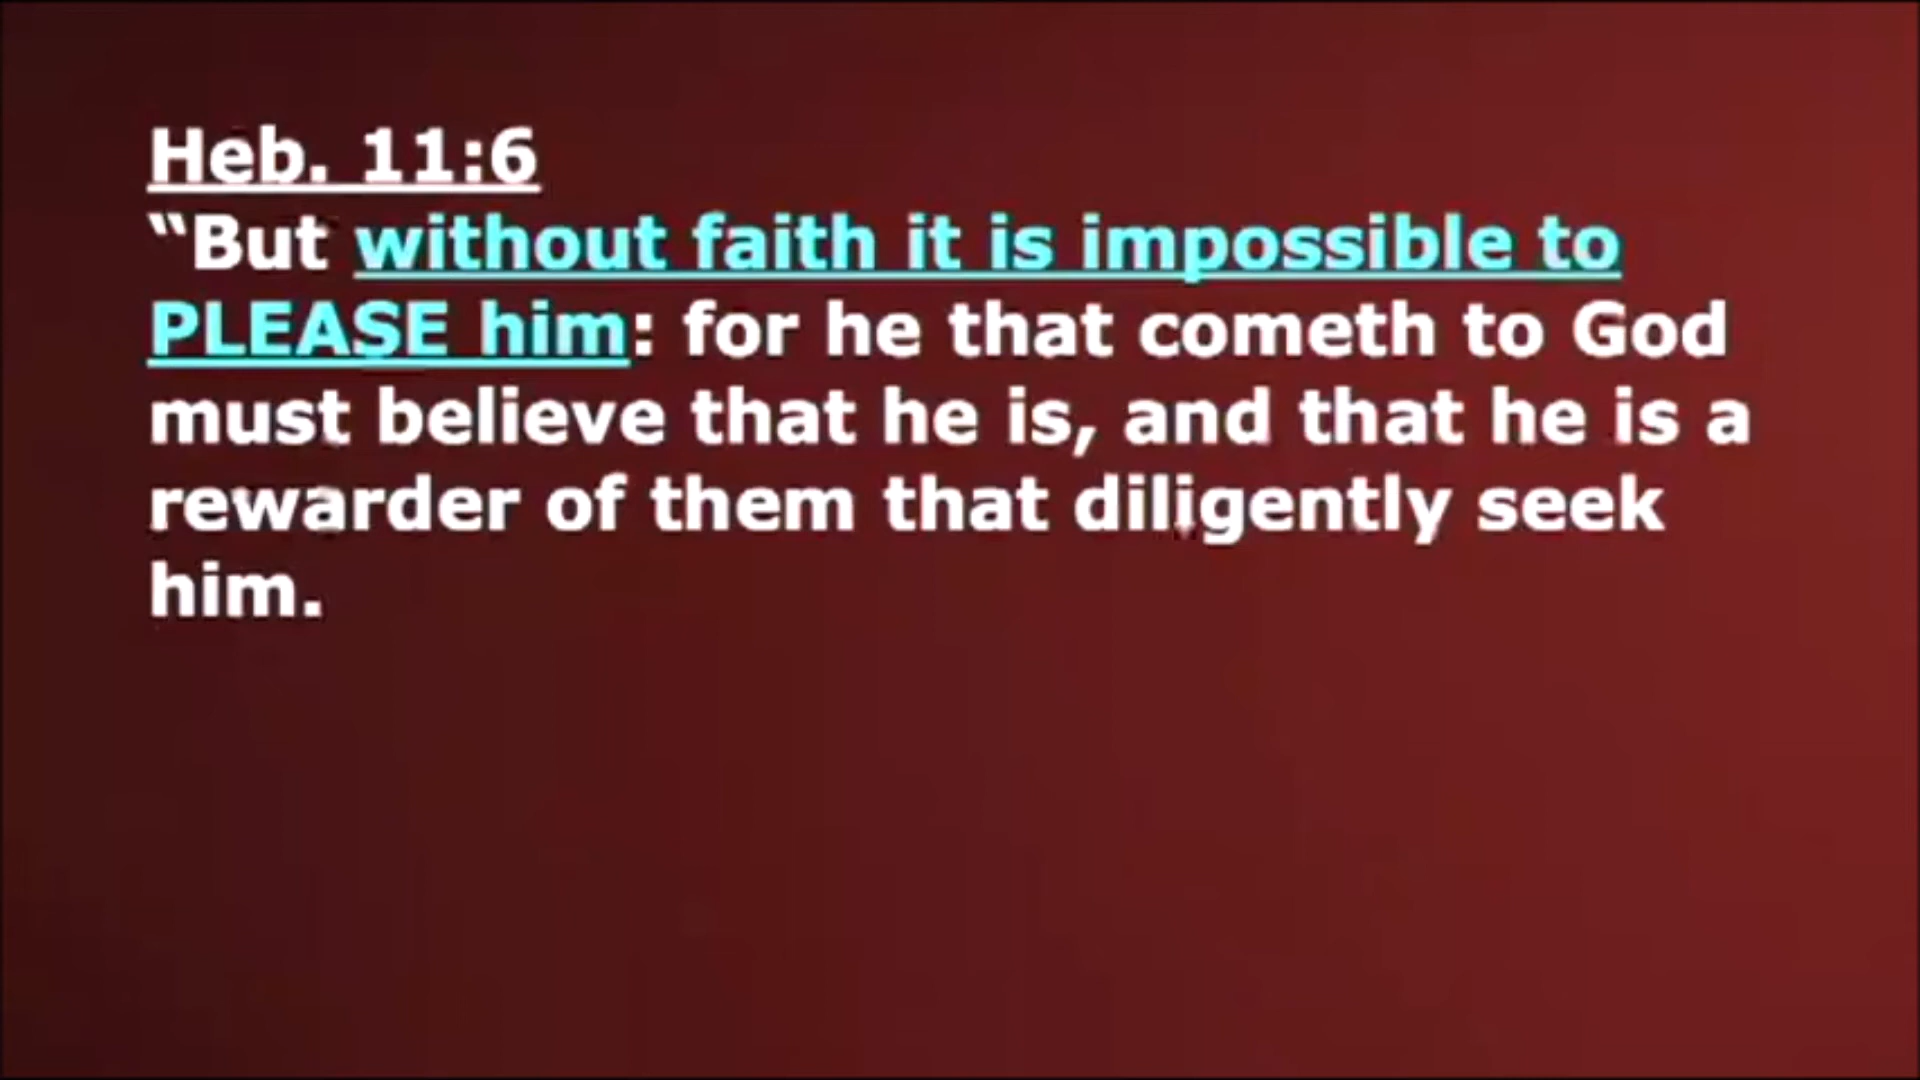 Heb. 11:6
“But without faith it is impossible to
PLEASE him: for he that cometh to God
must believe that he is, and that he is a
rewarder of them that diligently seek
him.